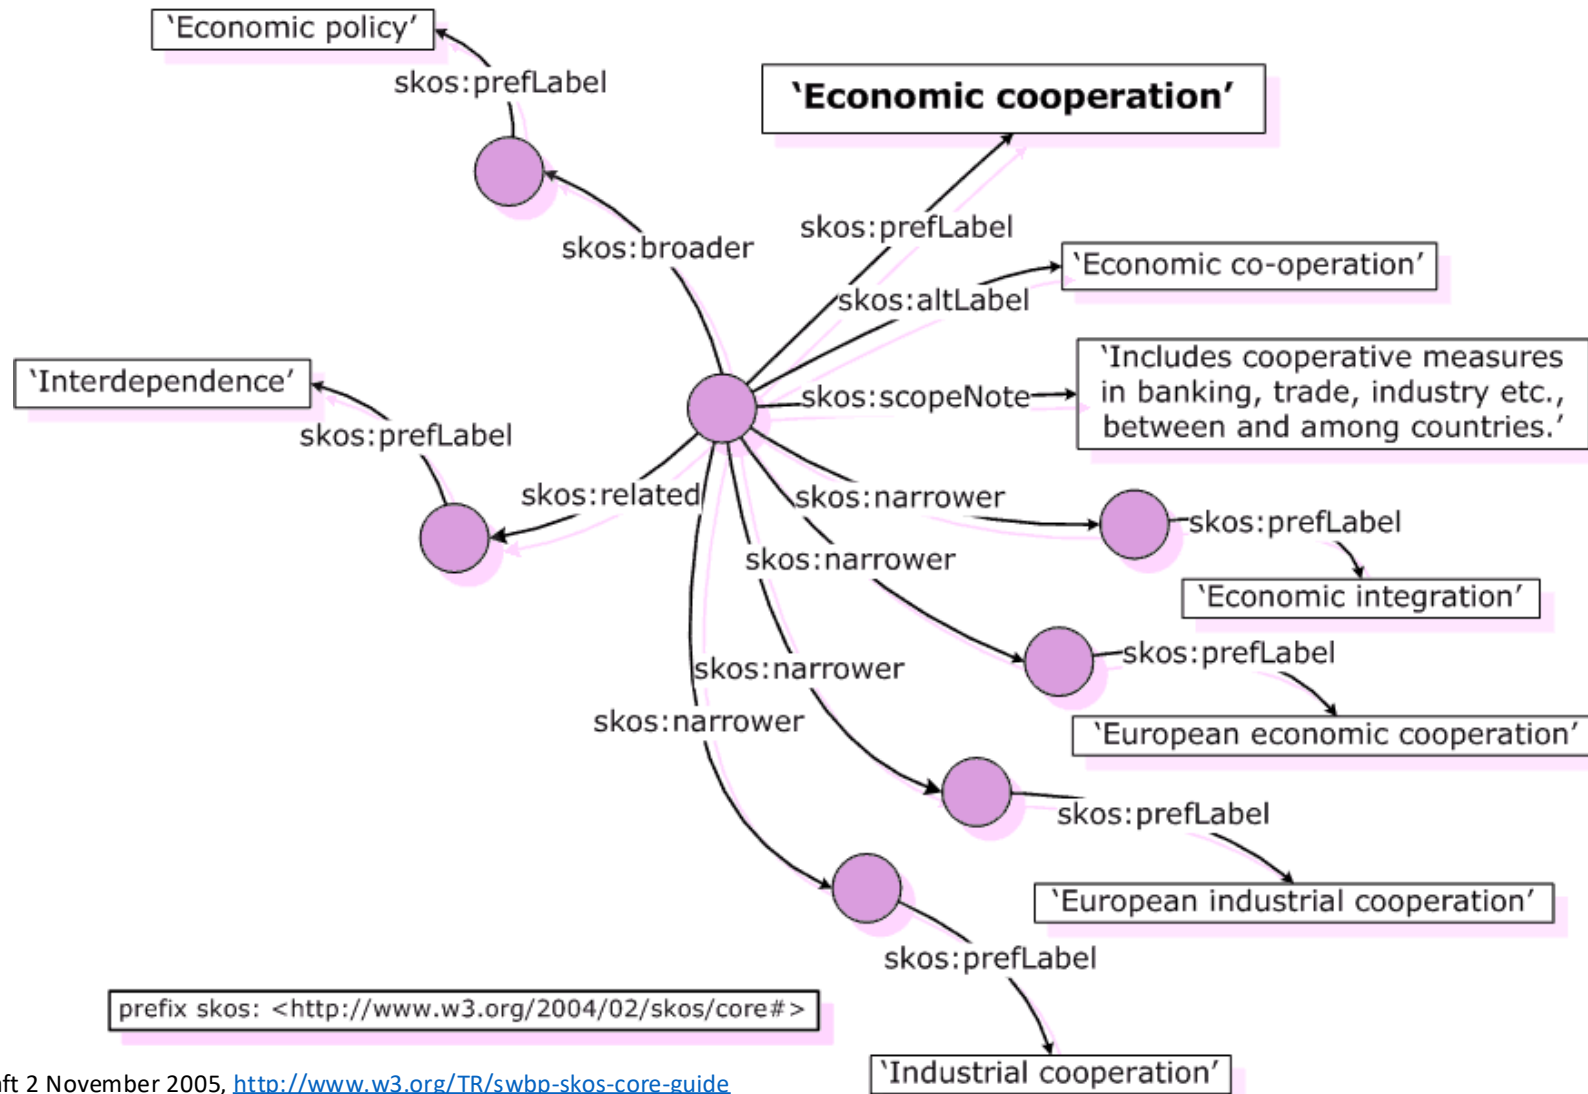 ‘Economic policy’
skos:prefLabel
‘Economic cooperation’
skos:prefLabel
skos:broader
‘Economic co-operation’
skos:altLabel
‘Includes cooperative measures
in banking, trade, industry etc.,
between and among countries.’
skos:scopeNote
‘Interdependence’
skos:prefLabel
skos:related
skos:narrower
skos:prefLabel
‘Economic integration’
skos:narrower
skos:prefLabel
‘European economic cooperation’
skos:narrower
skos:prefLabel
‘European industrial cooperation’
skos:narrower
skos:prefLabel
‘Industrial cooperation’
prefix skos: <http://www.w3.org/2004/02/skos/core#>
2 November 2005, http://www.w3.org/TR/swbp-skos-core-guide